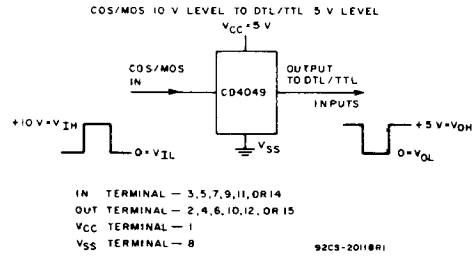 COS/MOS 10 V LEVEL TO DTL/TTL 5 V LEVEL
VCC = 5 V
COS/MOS IN
CD4049
OUTPUT TO DTL/TTL INPUTS
+10 V = VIH
0 = VIL
VSS
+5 V = VOH
0 = VOL
IN TERMINAL — 3,5,7,9,11, OR 14
OUT TERMINAL — 2,4,6,10,12, OR 15
VCC TERMINAL — 1
VSS TERMINAL — 8
92CS-20118R1